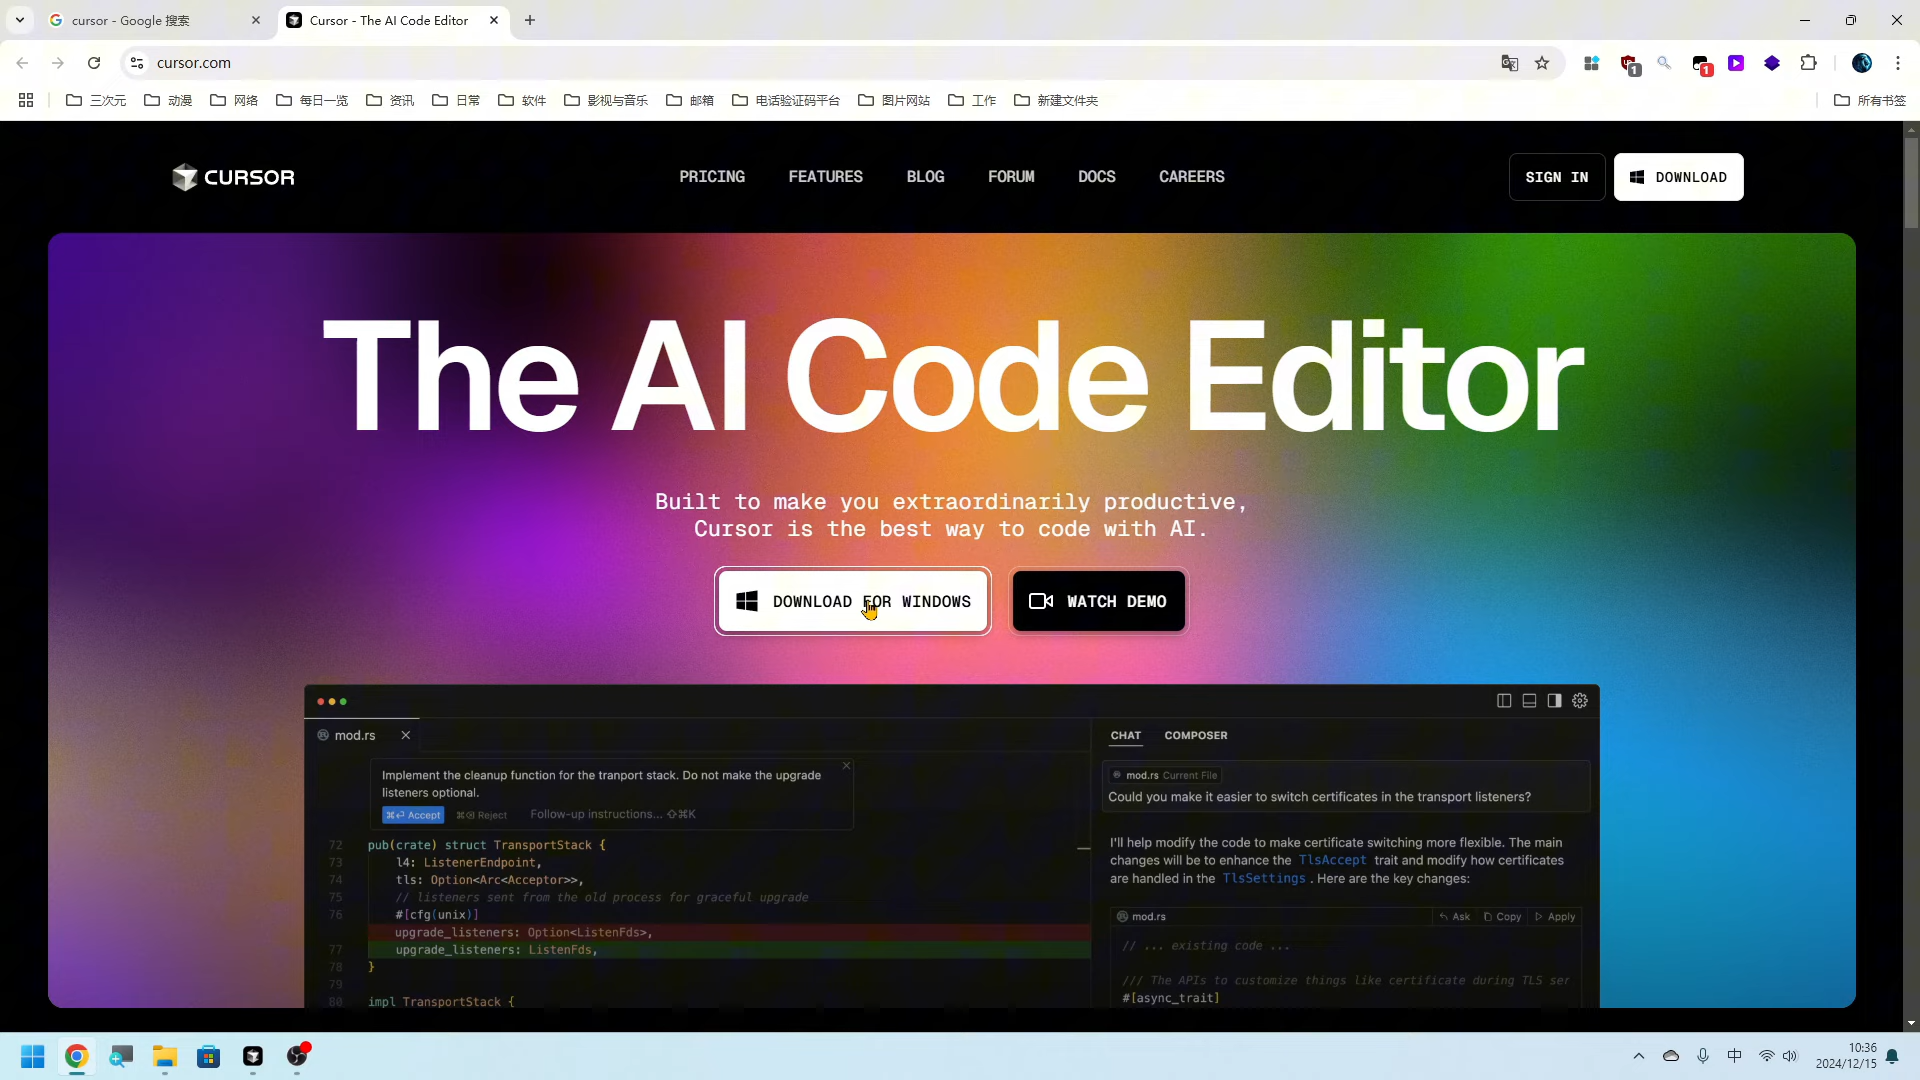 cursor - Google 搜索
Cursor - The AI Code Editor
cursor.com
1
1
三次元
动漫
网络
每日一览
资讯
日常
软件
影视与音乐
邮箱
电话验证码平台
图片网站
工作
新建文件夹
所有书签
CURSOR
PRICING
FEATURES
BLOG
FORUM
DOCS
CAREERS
SIGN IN
DOWNLOAD
The AI Code Editor
Built to make you extraordinarily productive,
Cursor is the best way to code with AI.
DOWNLOAD FOR WINDOWS
WATCH DEMO
mod.rs
Implement the cleanup function for the tranport stack. Do not make the upgrade
listeners optional.
⌘⏎ Accept
⌘⌫ Reject
Follow-up instructions... ⇧⌘K
72 pub(crate) struct TransportStack {
73 l4: ListenerEndpoint,
74 tls: Option<Arc<Acceptor>>,
75 // listeners sent from the old process for graceful upgrade
76 #[cfg(unix)]
upgrade_listeners: Option<ListenFds>,
77 upgrade_listeners: ListenFds,
78 }
79
80 impl TransportStack {
CHAT
COMPOSER
mod.rs Current File
Could you make it easier to switch certificates in the transport listeners?
I'll help modify the code to make certificate switching more flexible. The main
changes will be to enhance the TlsAccept trait and modify how certificates
are handled in the TlsSettings. Here are the key changes:
mod.rs
Ask
Copy
Apply
// ... existing code ...
/// The APIs to customize things like certificate during TLS ser
#[async_trait]
中
10:36
2024/12/15